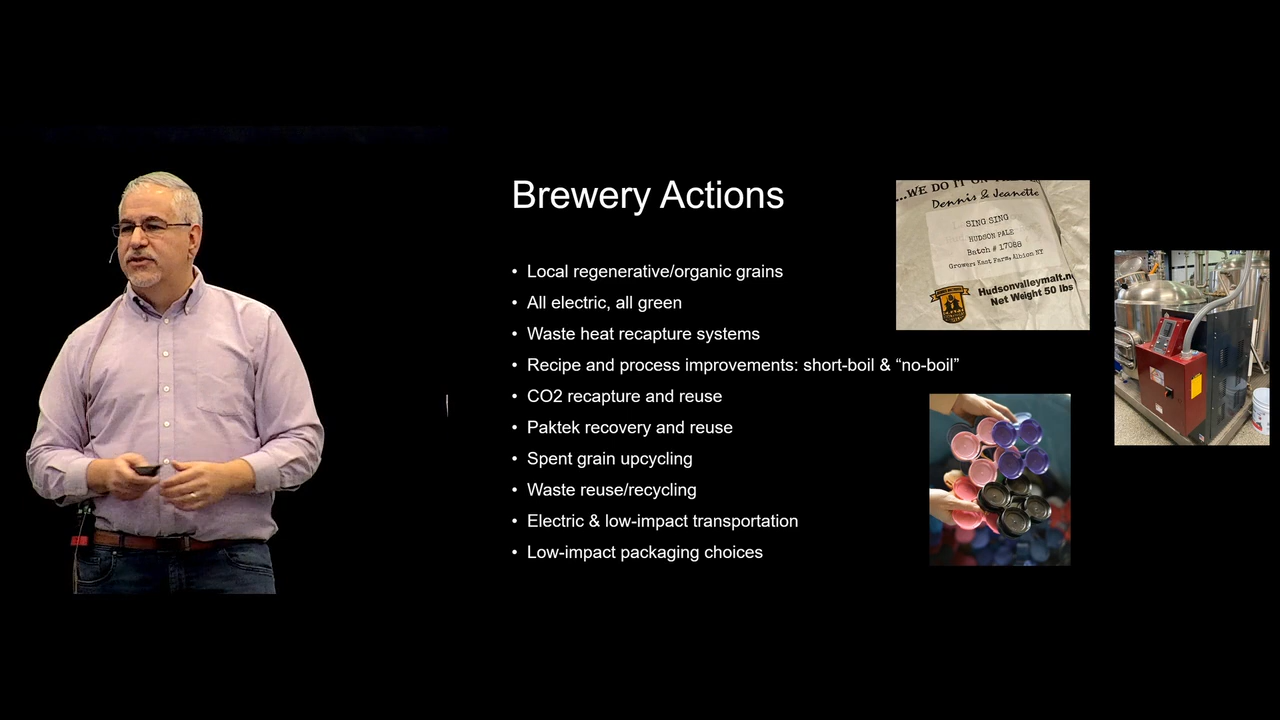 Brewery Actions
• Local regenerative/organic grains
• All electric, all green
• Waste heat recapture systems
• Recipe and process improvements: short-boil & “no-boil”
• CO2 recapture and reuse
• Paktek recovery and reuse
• Spent grain upcycling
• Waste reuse/recycling
• Electric & low-impact transportation
• Low-impact packaging choices
...WE DO IT ON
Dennis & Jeanette
SING SING
HUDSON PALE
Batch # 17088
Grower: East Farm, Albion NY
Hudsonvalleymalt.n
Net Weight 50 lbs